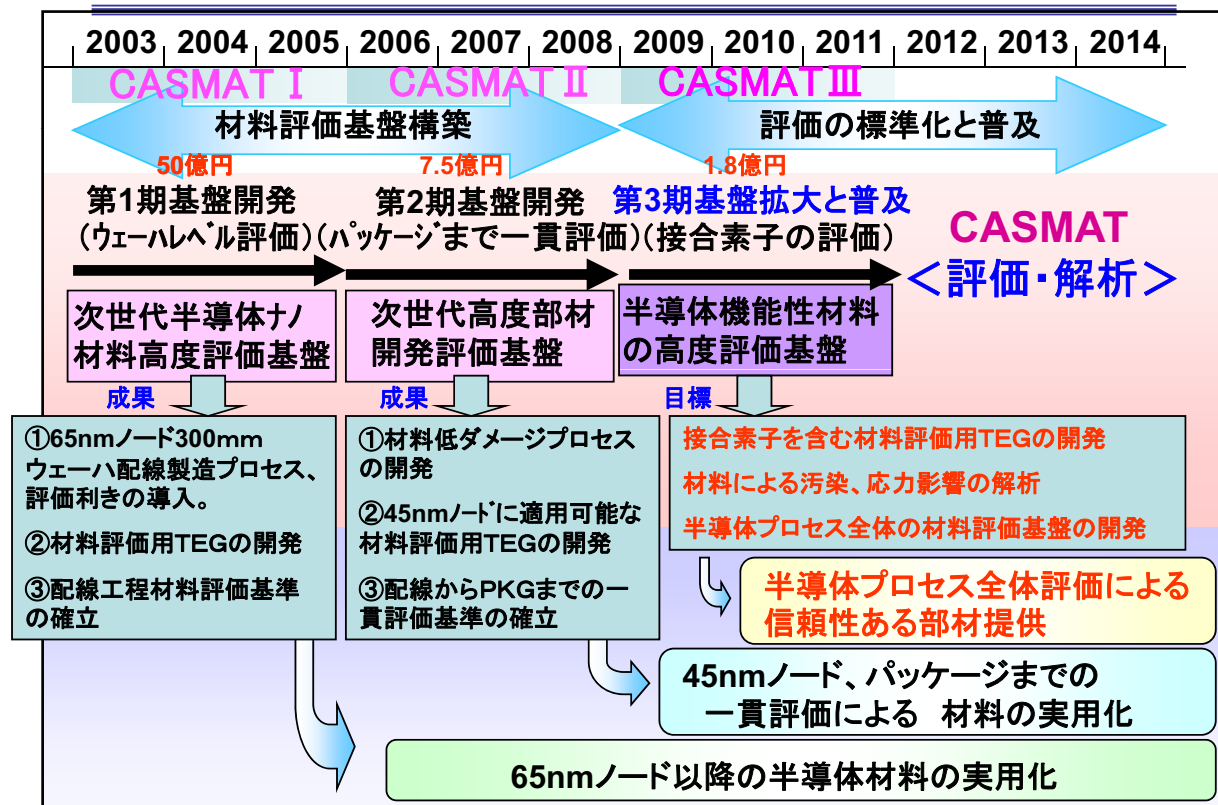 2003 2004 2005 2006 2007 2008 2009 2010 2011 2012 2013 2014
CASMATⅠ CASMATⅡ CASMATⅢ
材料評価基盤構築
評価の標準化と普及
50億円
7.5億円
1.8億円
第1期基盤開発
(ウェーハレベル評価)
第2期基盤開発
(パッケージまで一貫評価)
第3期基盤拡大と普及
(接合素子の評価)
CASMAT
<評価・解析>
次世代半導体ナノ
材料高度評価基盤
次世代高度部材
開発評価基盤
半導体機能性材料
の高度評価基盤
成果
成果
目標
①65nmノード300mm
ウェーハ配線製造プロセス、
評価利きの導入。
②材料評価用TEGの開発
③配線工程材料評価基準
の確立
①材料低ダメージプロセス
の開発
②45nmノードに適用可能な
材料評価用TEGの開発
③配線からPKGまでの一
貫評価基準の確立
接合素子を含む材料評価用TEGの開発
材料による汚染、応力影響の解析
半導体プロセス全体の材料評価基盤の開発
半導体プロセス全体評価による
信頼性ある部材提供
45nmノード、パッケージまでの
一貫評価による 材料の実用化
65nmノード以降の半導体材料の実用化